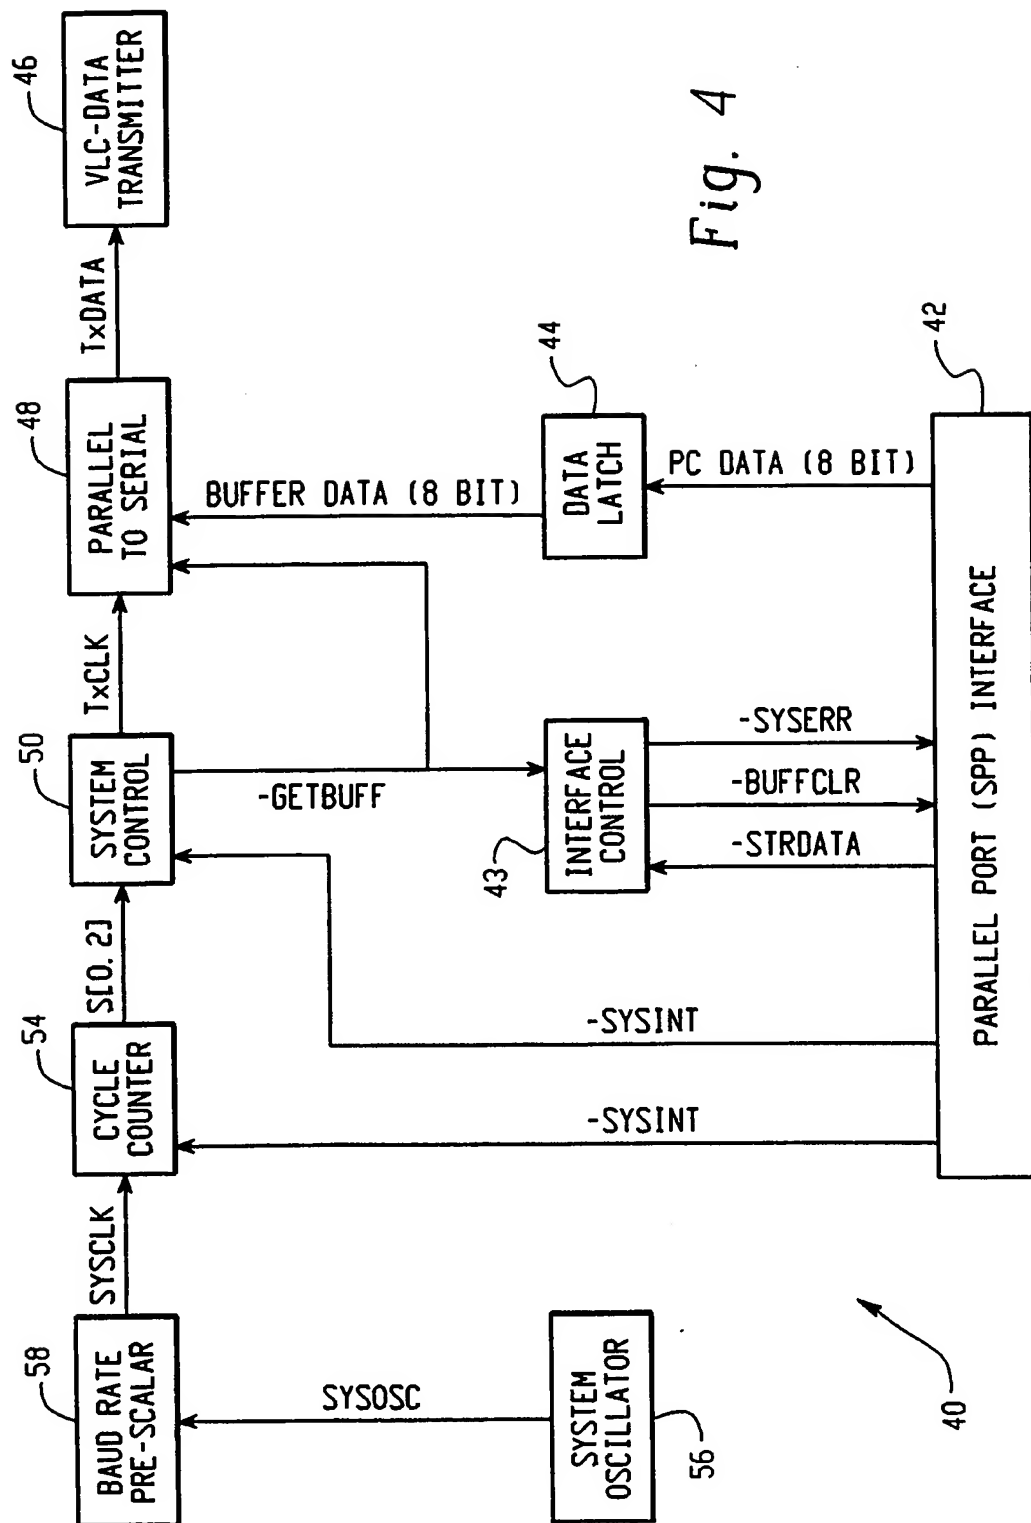 58
BAUD RATE
PRE-SCALAR
SYSCLK
54
CYCLE
COUNTER
S[0.2]
50
SYSTEM
CONTROL
TxCLK
48
PARALLEL
TO SERIAL
TxDATA
46
VLC-DATA
TRANSMITTER
SYSOSC
-GETBUFF
BUFFER DATA (8 BIT)
SYSTEM
OSCILLATOR
56
-SYSINT
-SYSINT
43
INTERFACE
CONTROL
-STRDATA
-BUFFCLR
-SYSERR
44
DATA
LATCH
PC DATA (8 BIT)
42
PARALLEL PORT (SPP) INTERFACE
40
Fig. 4